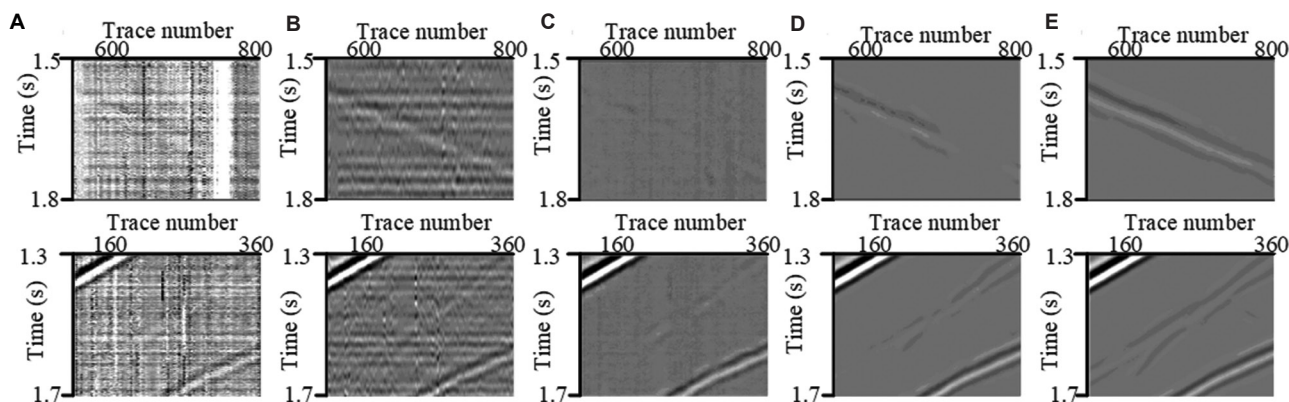 A B C D E
Trace number Trace number Trace number Trace number Trace number
600 800 600 800 600 800 600 800 600 800
1.5 1.5 1.5 1.5 1.5
Time (s) Time (s) Time (s) Time (s) Time (s)
1.8 1.8 1.8 1.8 1.8
Trace number Trace number Trace number Trace number Trace number
160 360 160 360 160 360 160 360 160 360
1.3 1.3 1.3 1.3 1.3
Time (s) Time (s) Time (s) Time (s) Time (s)
1.7 1.7 1.7 1.7 1.7